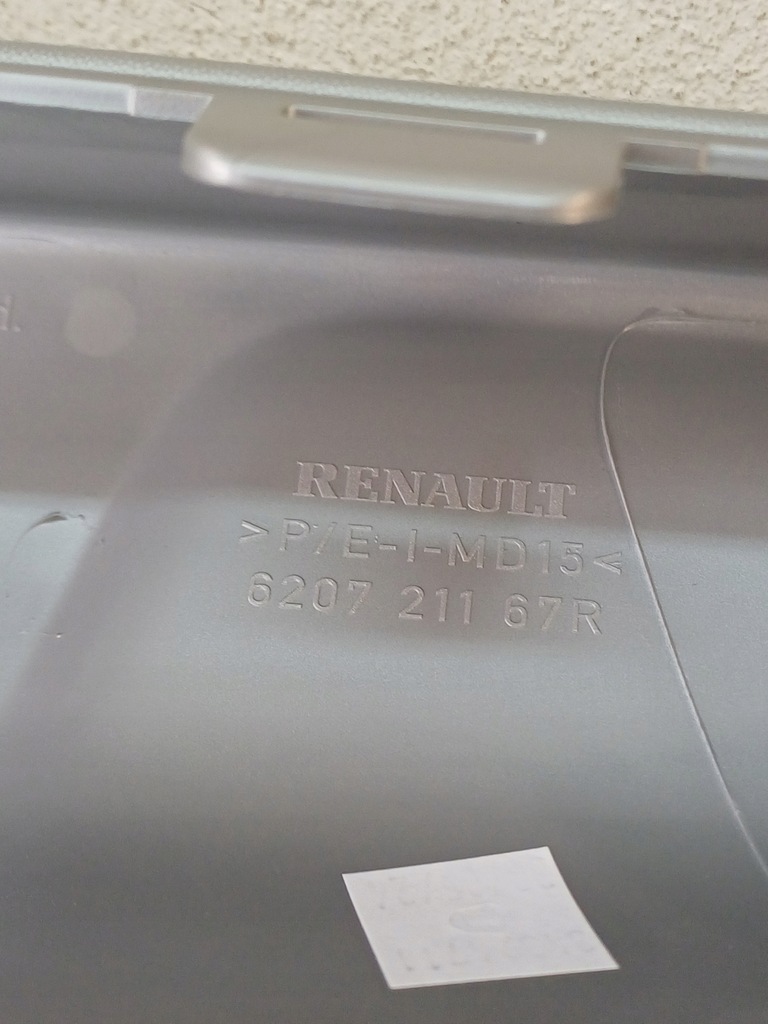 d.
RENAULT
>P/E-I-MD15<
6207 211 67R